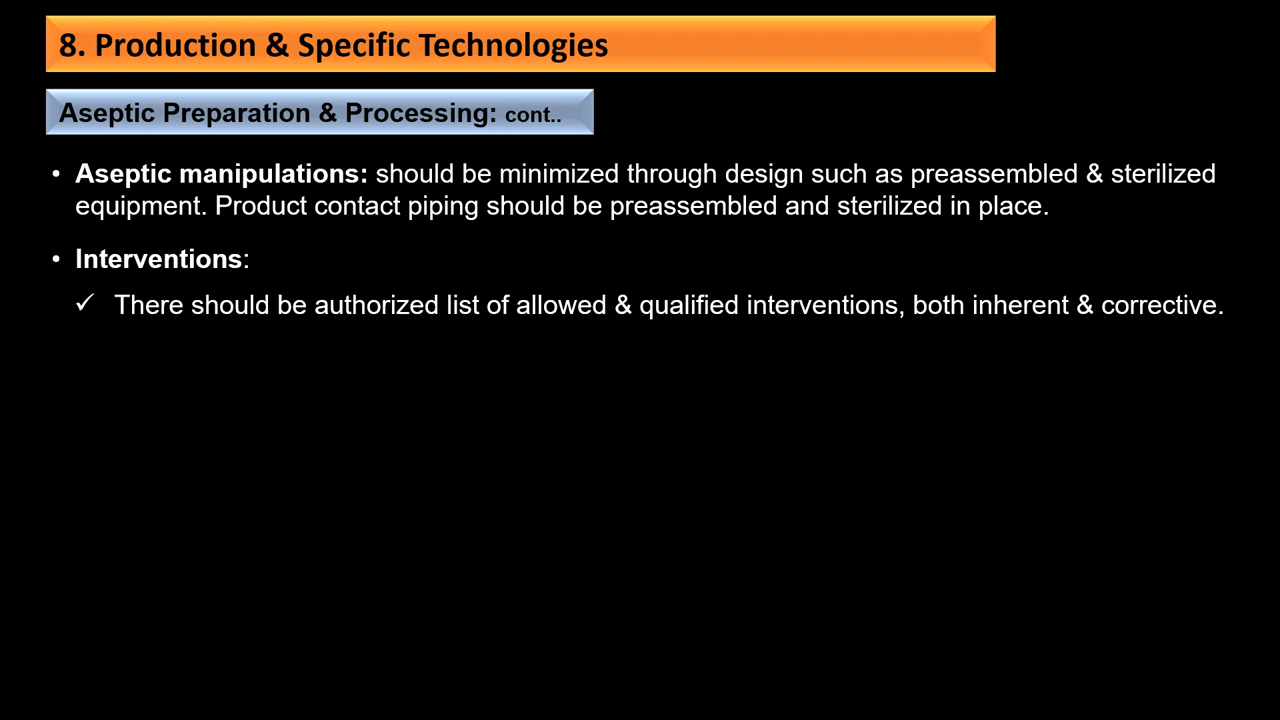 8. Production & Specific Technologies
Aseptic Preparation & Processing: cont..
• Aseptic manipulations: should be minimized through design such as preassembled & sterilized
equipment. Product contact piping should be preassembled and sterilized in place.
• Interventions:
✓ There should be authorized list of allowed & qualified interventions, both inherent & corrective.